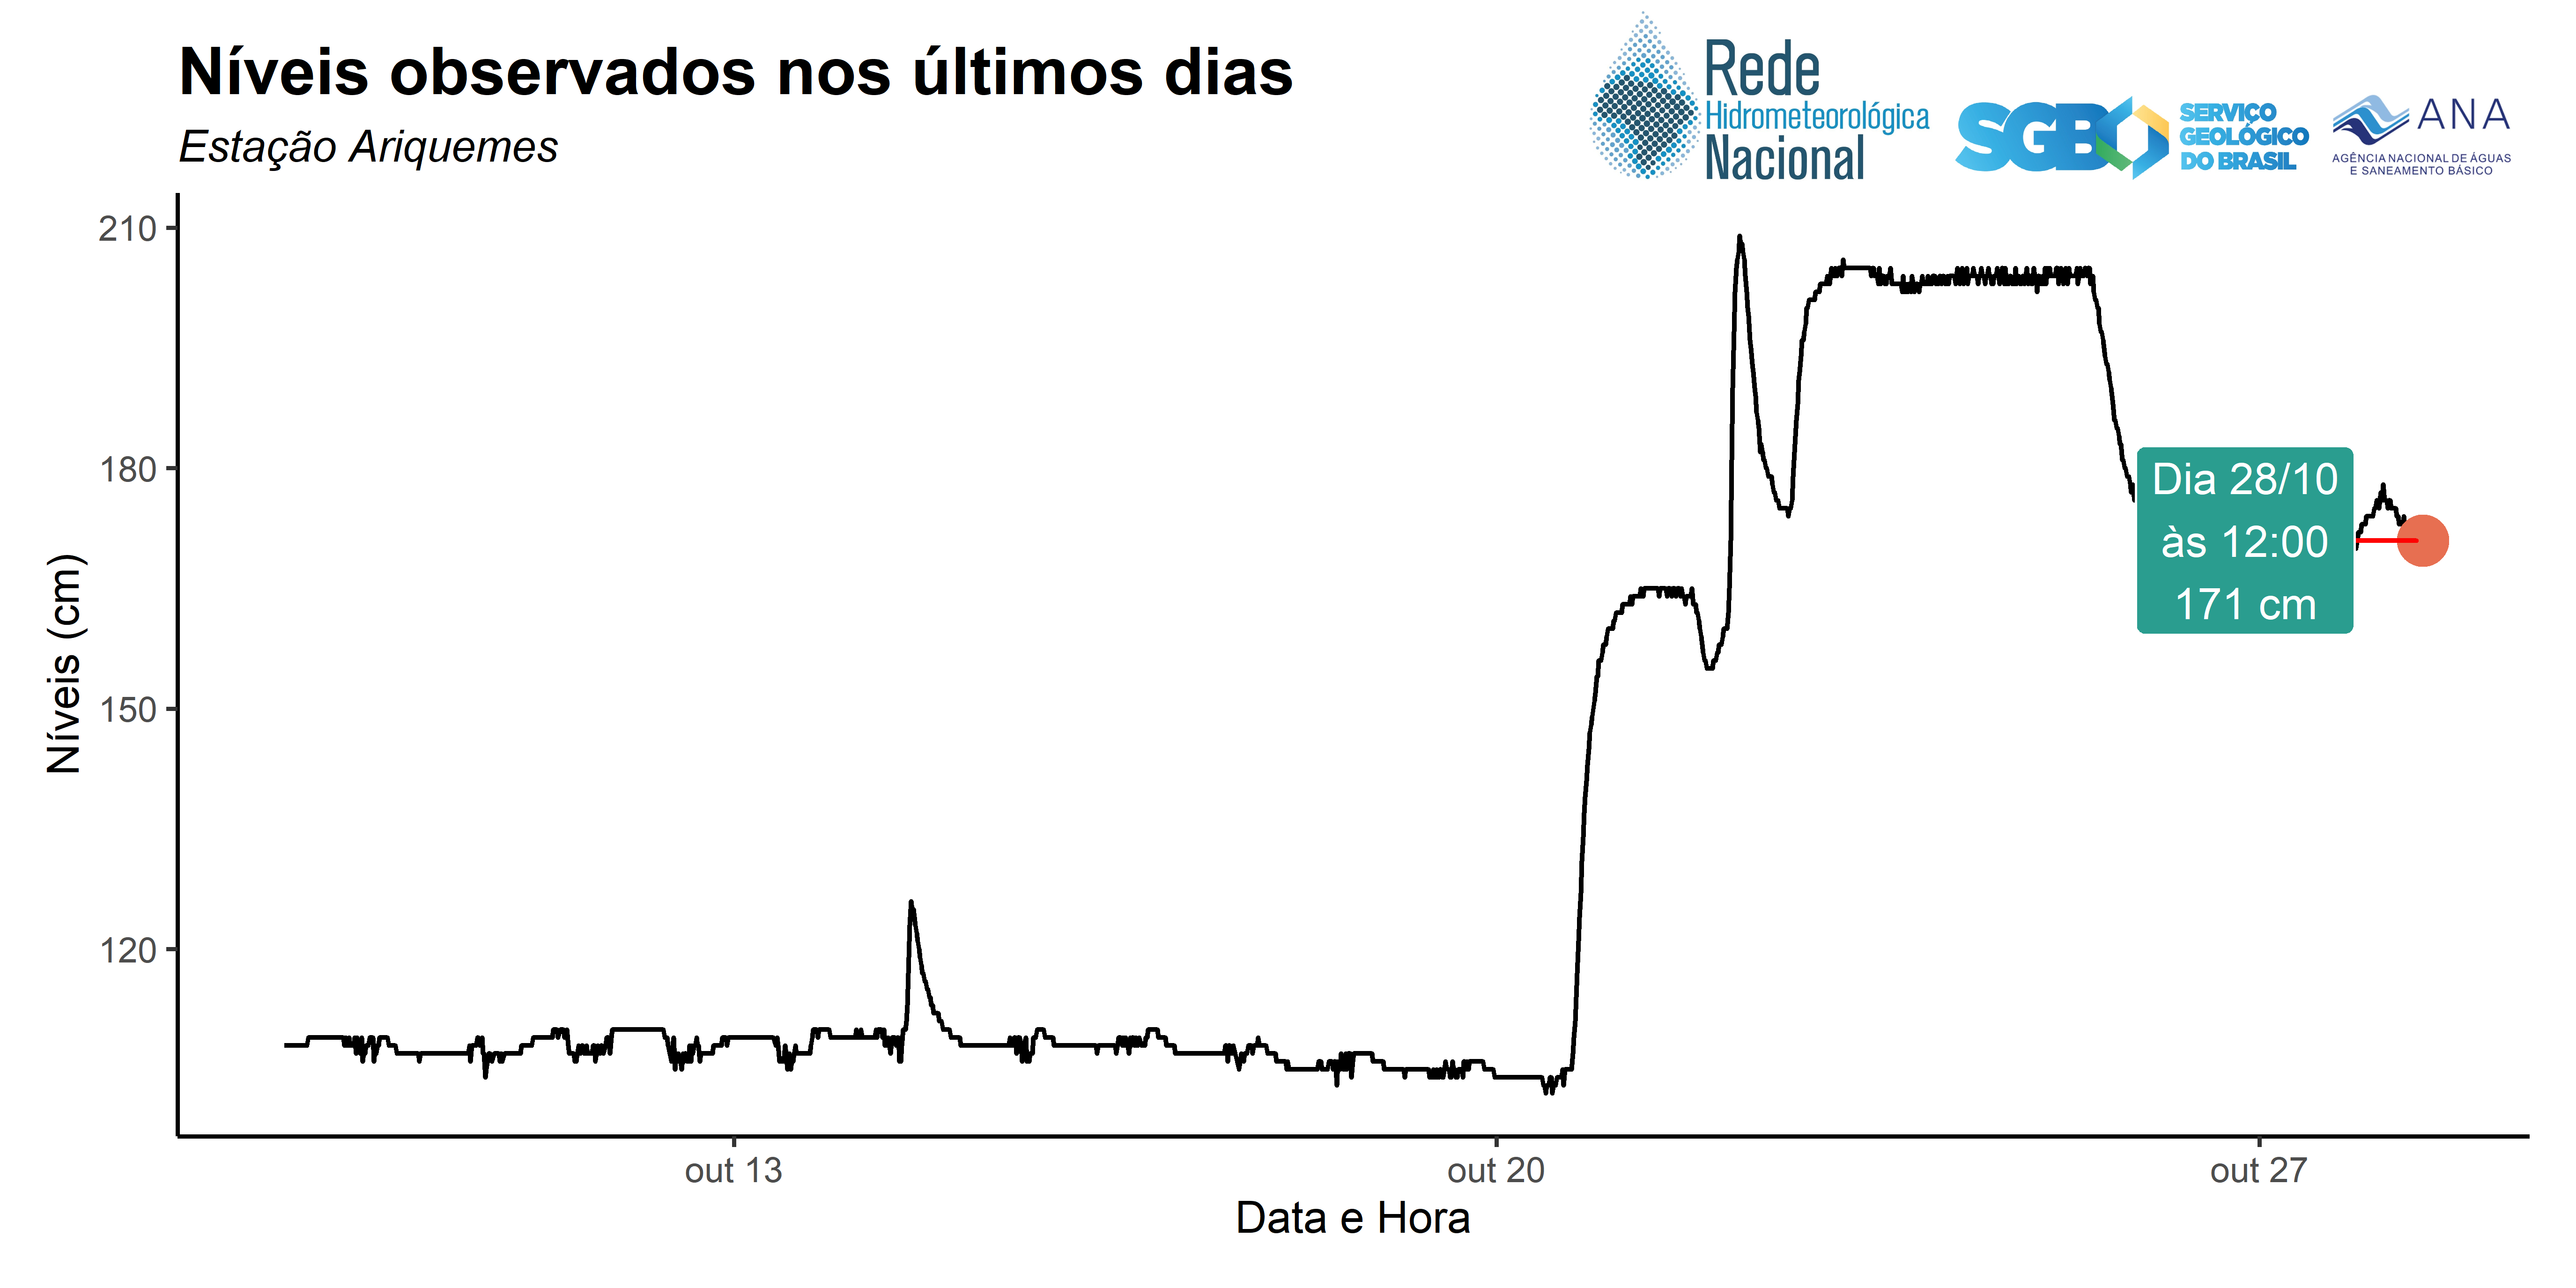 Níveis observados nos últimos dias
Estação Ariquemes
Rede
Hidrometeorológica
Nacional
SGB
SERVIÇO
GEOLÓGICO
DO BRASIL
ANA
AGÊNCIA NACIONAL DE ÁGUAS
E SANEAMENTO BÁSICO
210
180
150
120
Níveis (cm)
Dia 28/10
às 12:00
171 cm
out 13
out 20
out 27
Data e Hora